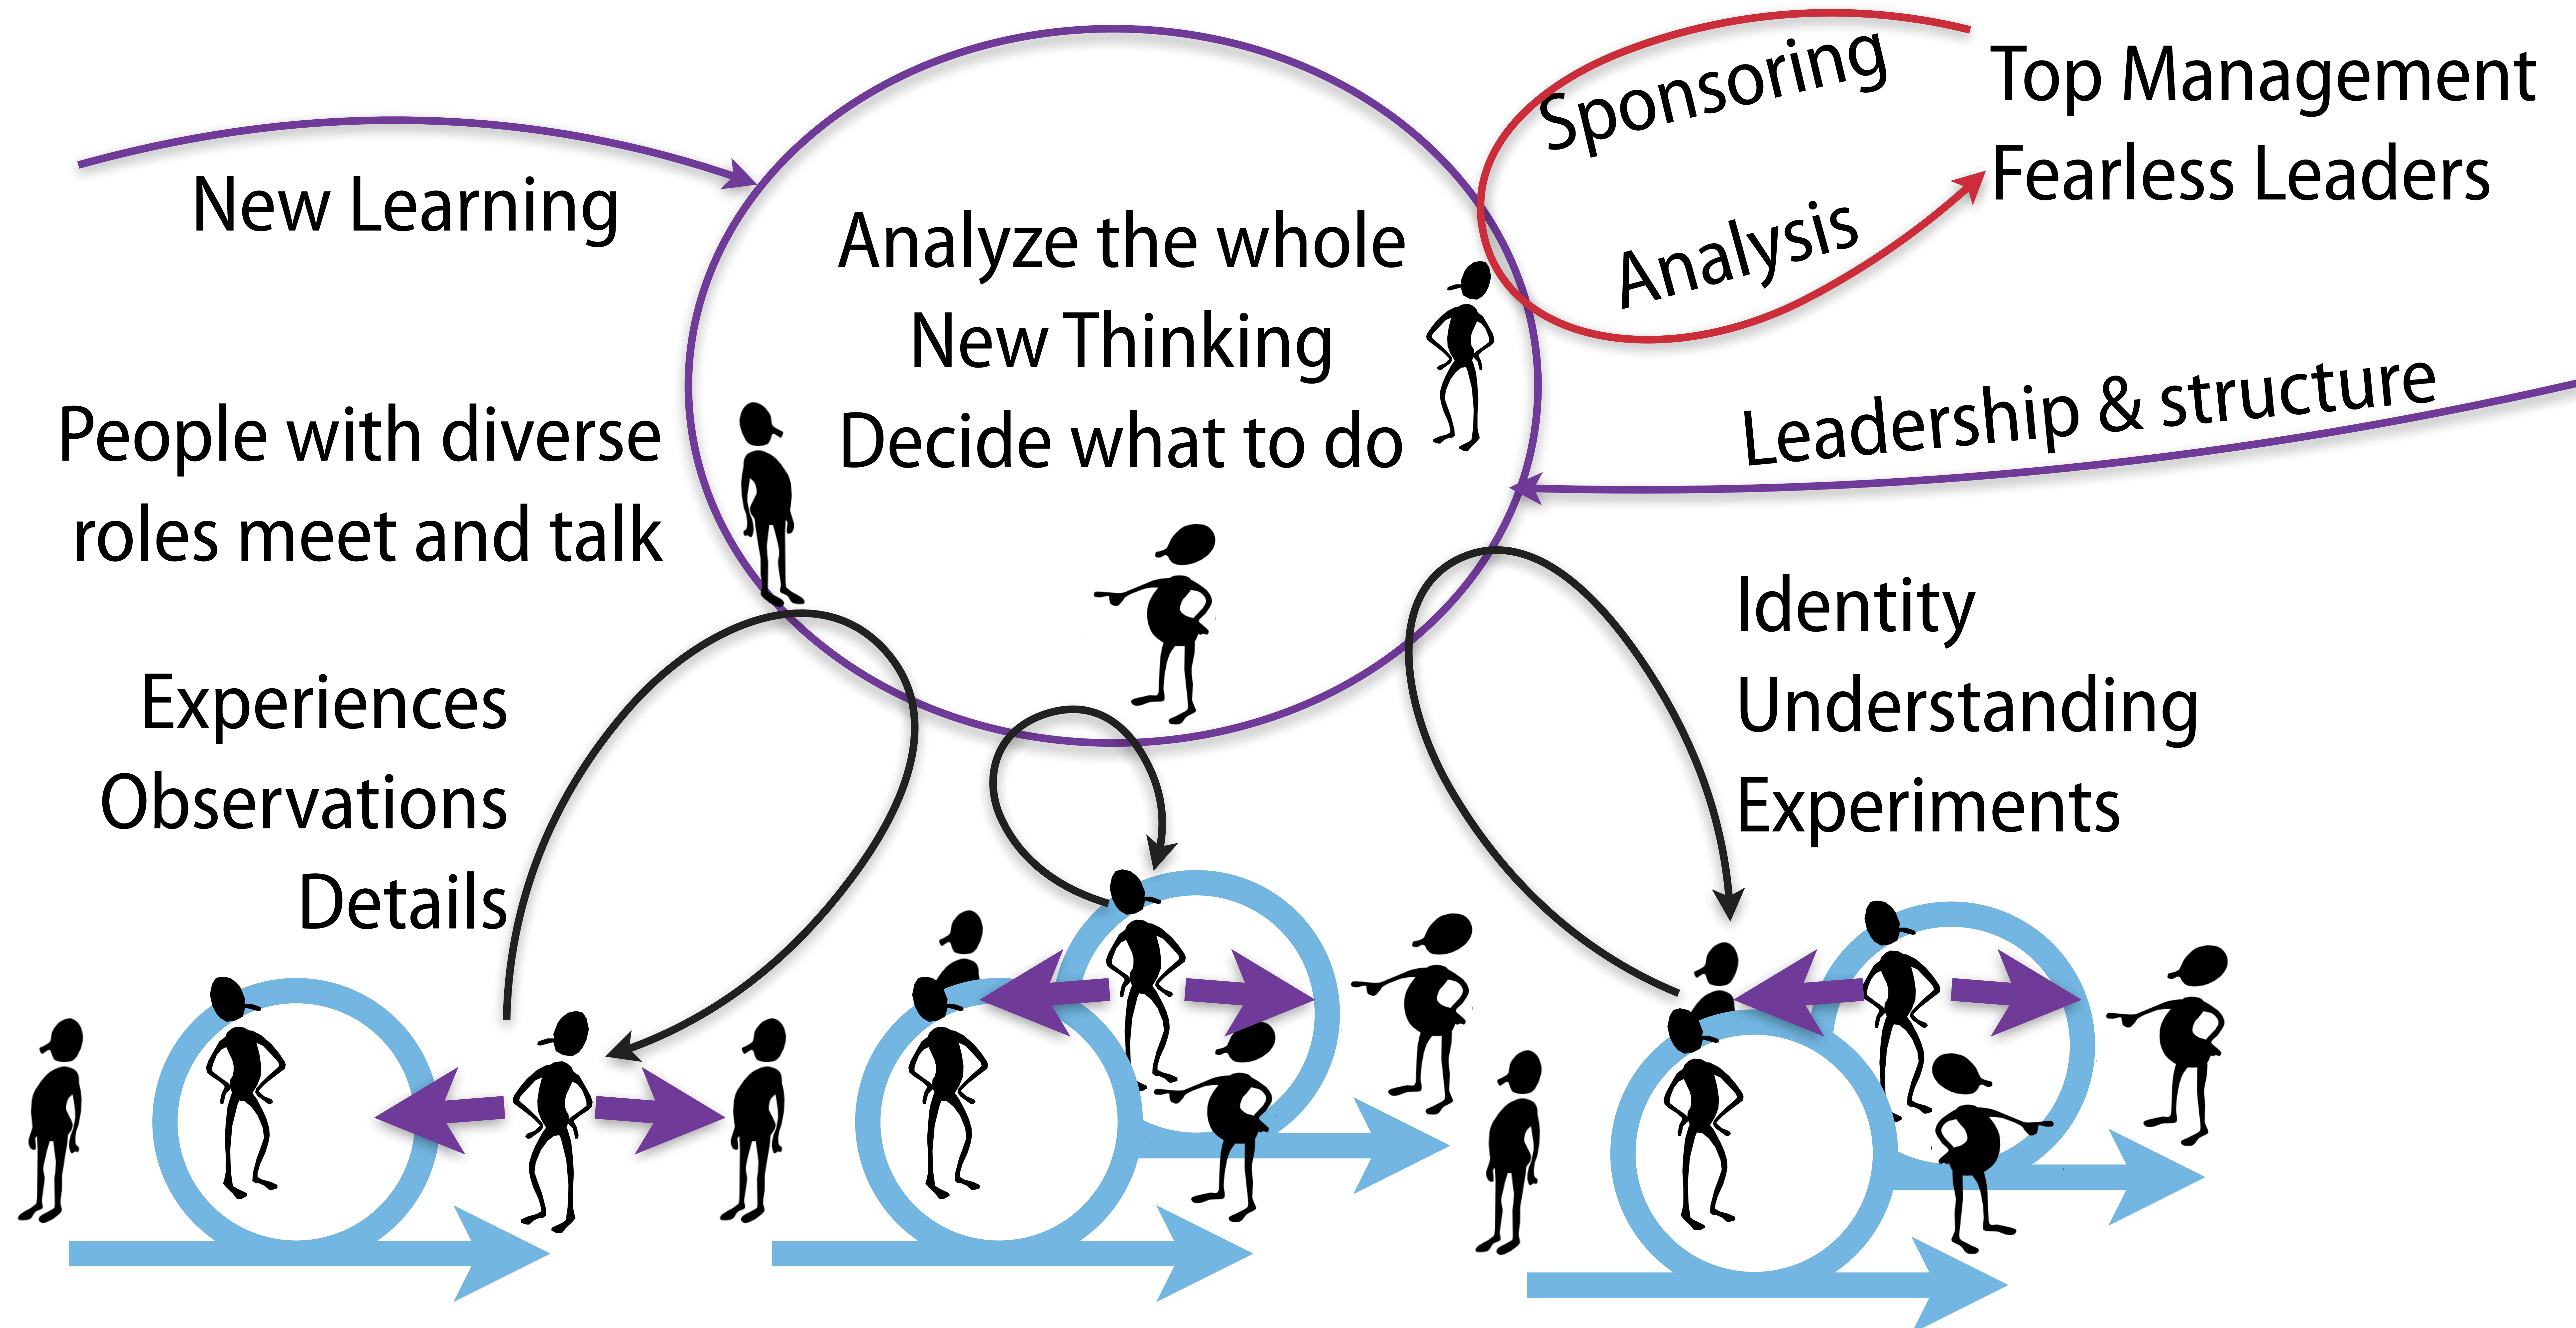 New Learning
People with diverse
roles meet and talk
Experiences
Observations
Details
Analyze the whole
New Thinking
Decide what to do
Sponsoring
Analysis
Top Management
Fearless Leaders
Leadership & structure
Identity
Understanding
Experiments